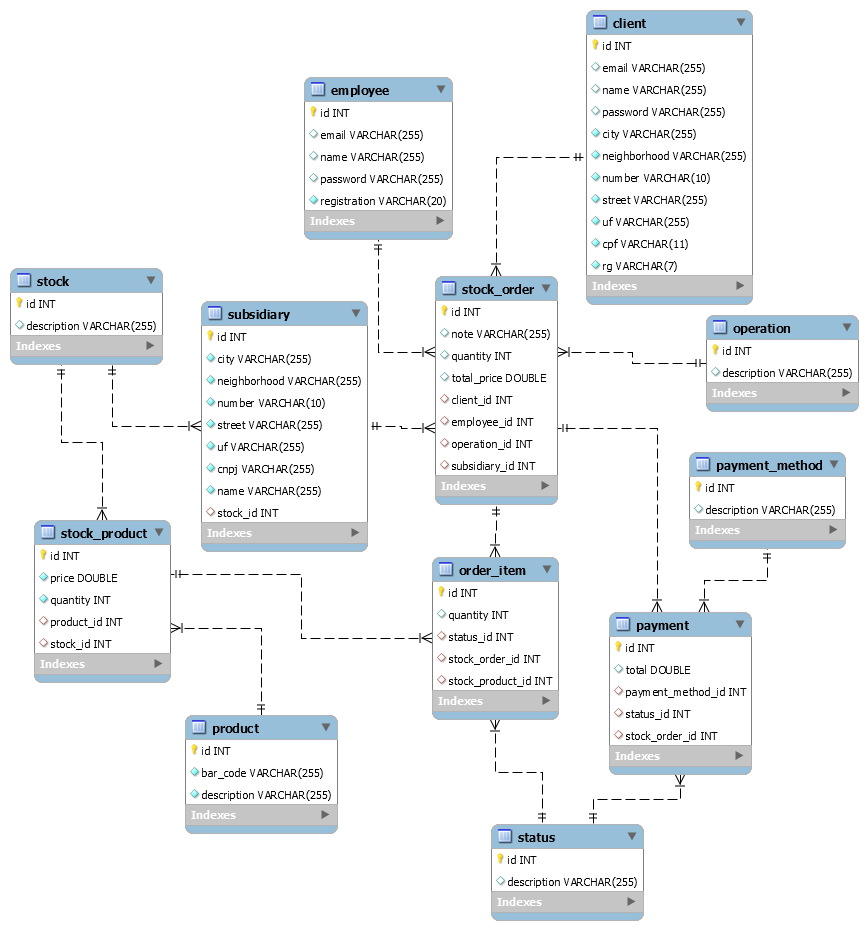 client
id INT
email VARCHAR(255)
name VARCHAR(255)
password VARCHAR(255)
city VARCHAR(255)
neighborhood VARCHAR(255)
number VARCHAR(10)
street VARCHAR(255)
uf VARCHAR(255)
cpf VARCHAR(11)
rg VARCHAR(7)
Indexes
employee
id INT
email VARCHAR(255)
name VARCHAR(255)
password VARCHAR(255)
registration VARCHAR(20)
Indexes
stock
id INT
description VARCHAR(255)
Indexes
subsidiary
id INT
city VARCHAR(255)
neighborhood VARCHAR(255)
number VARCHAR(10)
street VARCHAR(255)
uf VARCHAR(255)
cnpj VARCHAR(255)
name VARCHAR(255)
stock_id INT
Indexes
stock_order
id INT
note VARCHAR(255)
quantity INT
total_price DOUBLE
client_id INT
employee_id INT
operation_id INT
subsidiary_id INT
Indexes
operation
id INT
description VARCHAR(255)
Indexes
payment_method
id INT
description VARCHAR(255)
Indexes
stock_product
id INT
price DOUBLE
quantity INT
product_id INT
stock_id INT
Indexes
order_item
id INT
quantity INT
status_id INT
stock_order_id INT
stock_product_id INT
Indexes
payment
id INT
total DOUBLE
payment_method_id INT
status_id INT
stock_order_id INT
Indexes
product
id INT
bar_code VARCHAR(255)
description VARCHAR(255)
Indexes
status
id INT
description VARCHAR(255)
Indexes